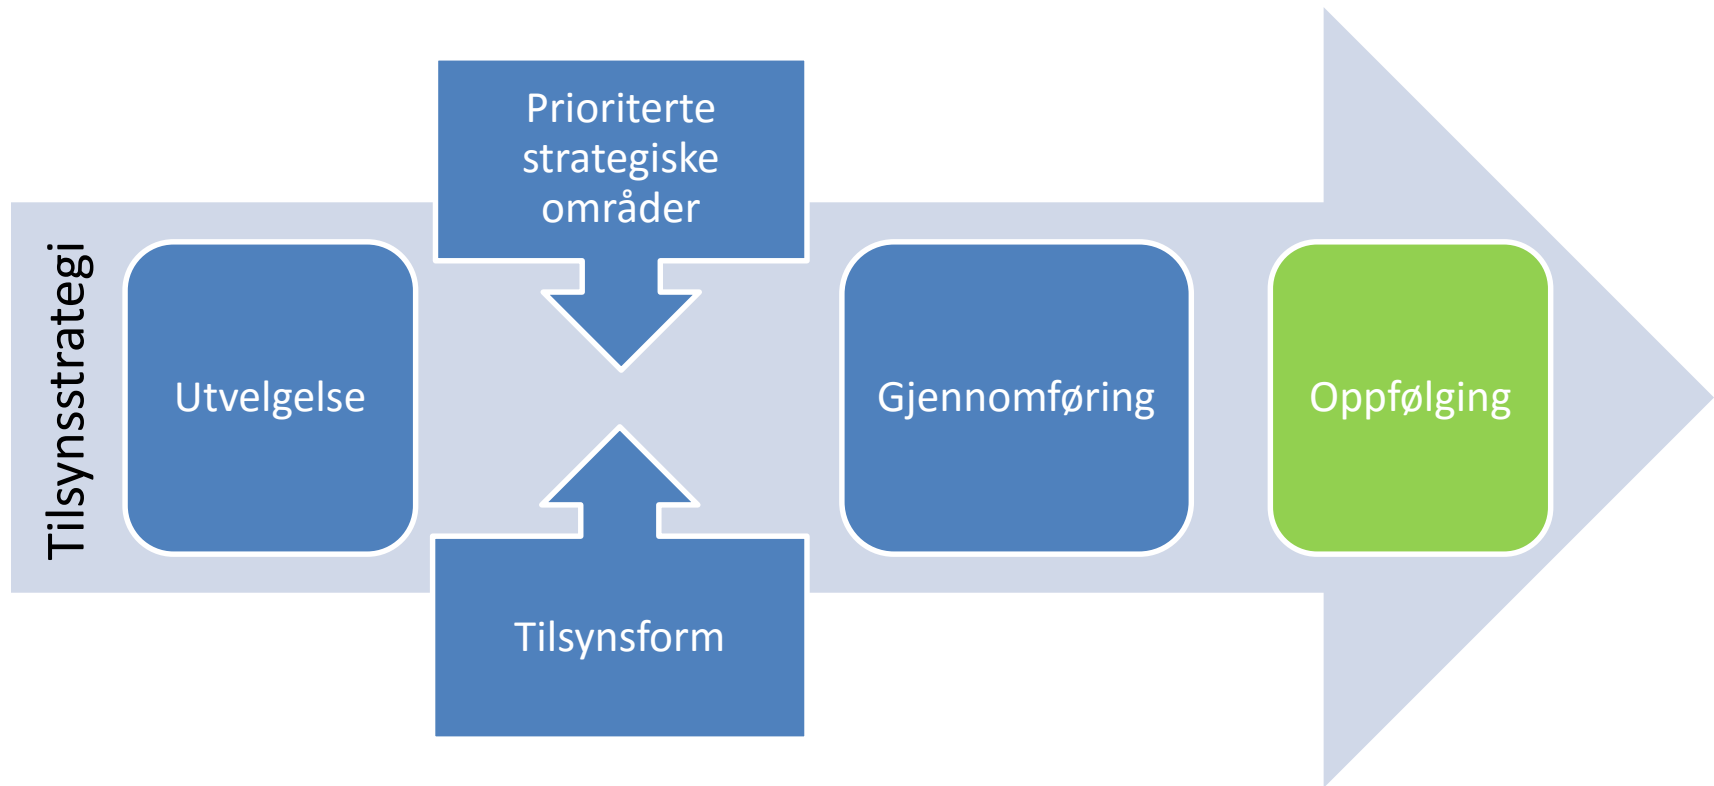 Tilsynsstrategi
Utvelgelse
Prioriterte
strategiske
områder
Tilsynsform
Gjennomføring
Oppfølging